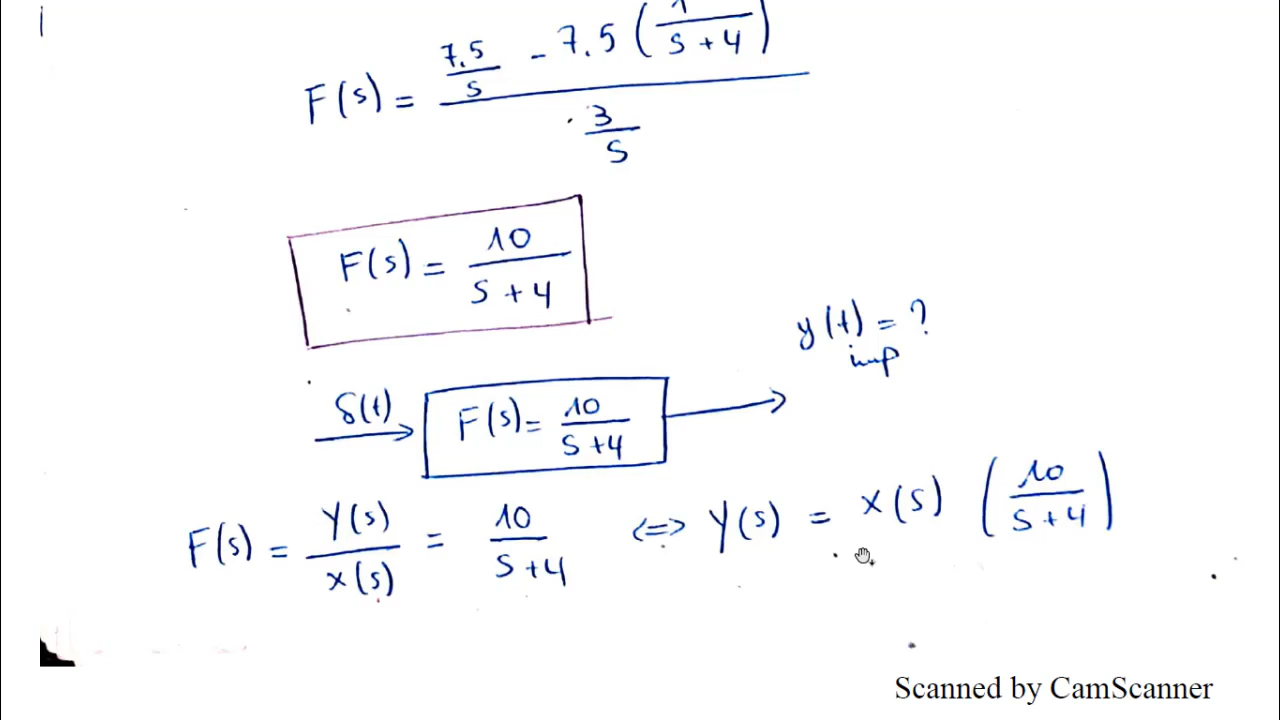 F(s) = (7.5/s - 7.5 (1/(s+4))) / (3/s)
F(s) = 10/(s+4)
y(t) = ?
imp
δ(t) F(s) = 10/(s+4)
F(s) = Y(s)/X(s) = 10/(s+4) <=> Y(s) = X(s) (10/(s+4))
Scanned by CamScanner